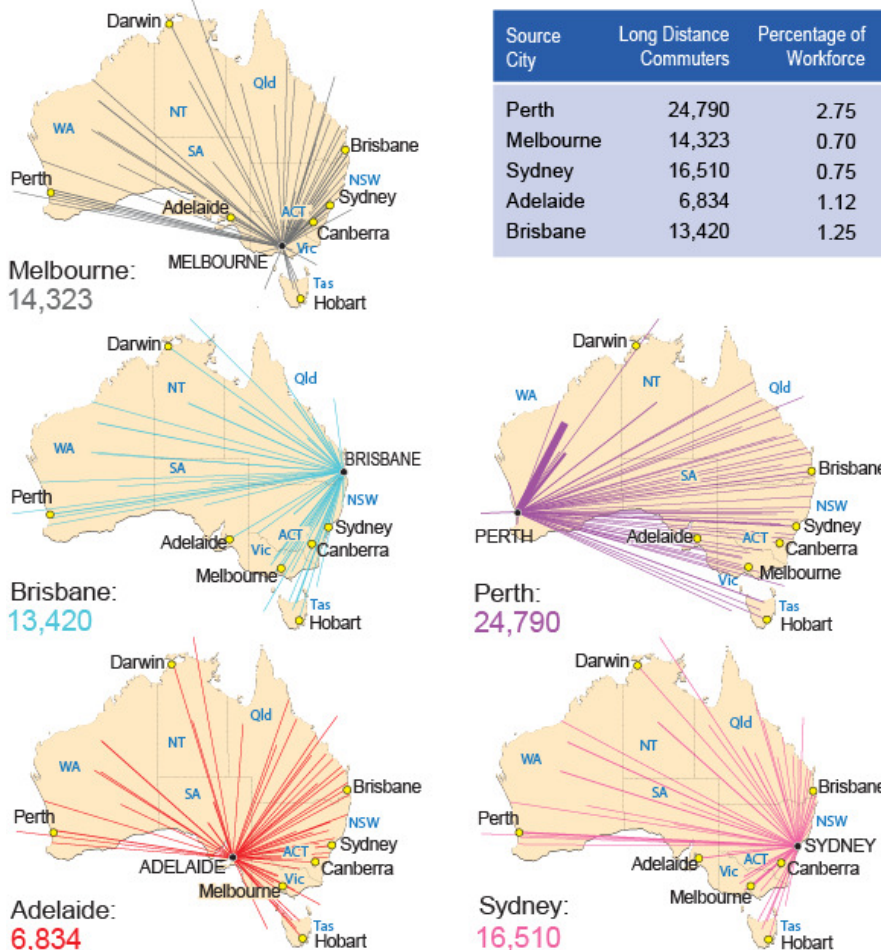 Source City Long Distance Commuters Percentage of Workforce
Perth 24,790 2.75
Melbourne 14,323 0.70
Sydney 16,510 0.75
Adelaide 6,834 1.12
Brisbane 13,420 1.25
Darwin
Qld
NT
WA
SA
Brisbane
NSW
Perth
Sydney
Adelaide
ACT
Canberra
MELBOURNE
Vic
Tas
Hobart
Melbourne:
14,323
Darwin
Qld
NT
WA
BRISBANE
SA
NSW
Perth
Sydney
ACT
Adelaide
Canberra
Vic
Melbourne
Tas
Hobart
Brisbane:
13,420
Darwin
NT
Qld
WA
Brisbane
SA
NSW
Sydney
PERTH
Adelaide
ACT
Canberra
Melbourne
Vic
Tas
Hobart
Perth:
24,790
Darwin
Qld
NT
WA
SA
Brisbane
NSW
Perth
Sydney
ACT
ADELAIDE
Canberra
Melbourne
Vic
Tas
Hobart
Adelaide:
6,834
Darwin
Qld
NT
WA
SA
Brisbane
NSW
Perth
SYDNEY
Adelaide
ACT
Canberra
Vic
Melbourne
Tas
Hobart
Sydney:
16,510